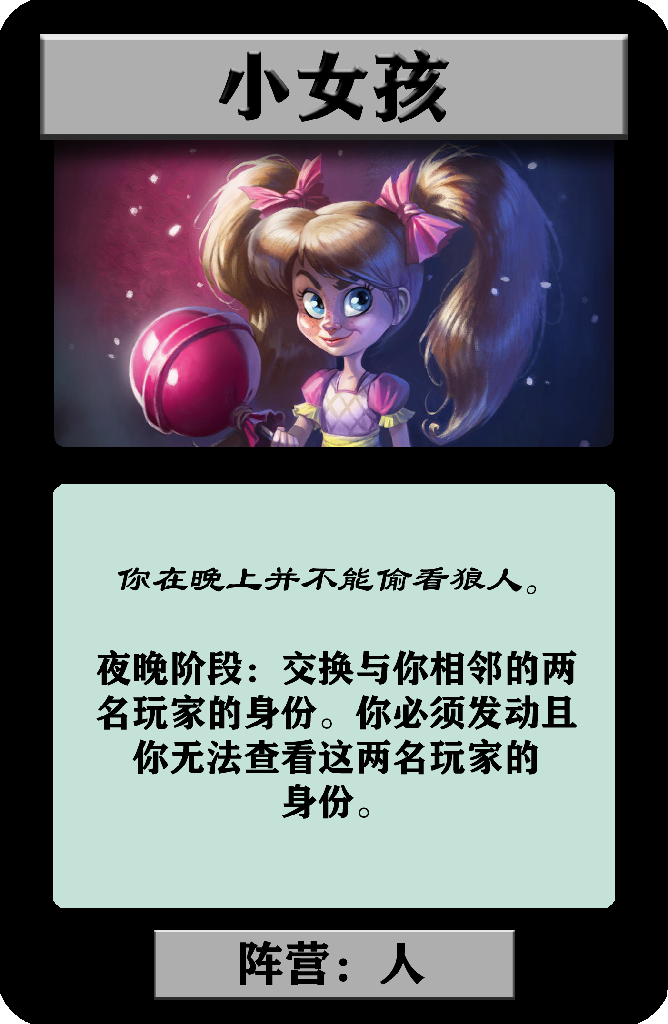 小女孩
你在晚上并不能偷看狼人。
夜晚阶段：交换与你相邻的两
名玩家的身份。你必须发动且
你无法查看这两名玩家的
身份。
阵营：人